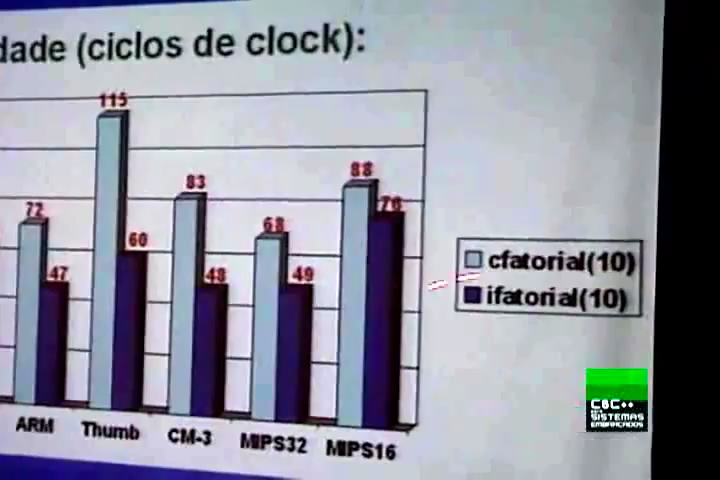 dade (ciclos de clock):
115
88
83
76
72
68
60
47
48
49
cfatorial(10)
ifatorial(10)
ARM Thumb CM-3 MIPS32 MIPS16
C&C++
SISTEMAS
EMBARCADOS